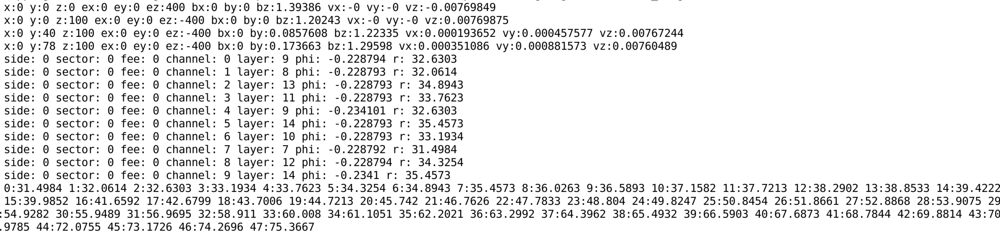 x:0 y:0 z:0 ex:0 ey:0 ez:400 bx:0 by:0 bz:1.39386 vx:-0 vy:-0 vz:-0.00769849
x:0 y:0 z:100 ex:0 ey:0 ez:-400 bx:0 by:0 bz:1.20243 vx:-0 vy:-0 vz:0.00769875
x:0 y:40 z:100 ex:0 ey:0 ez:-400 bx:0 by:0.0857608 bz:1.22335 vx:0.000193652 vy:0.000457577 vz:0.00767244
x:0 y:78 z:100 ex:0 ey:0 ez:-400 bx:0 by:0.173663 bz:1.29598 vx:0.000351086 vy:0.000881573 vz:0.00760489
side: 0 sector: 0 fee: 0 channel: 0 layer: 9 phi: -0.228794 r: 32.6303
side: 0 sector: 0 fee: 0 channel: 1 layer: 8 phi: -0.228793 r: 32.0614
side: 0 sector: 0 fee: 0 channel: 2 layer: 13 phi: -0.228793 r: 34.8943
side: 0 sector: 0 fee: 0 channel: 3 layer: 11 phi: -0.228793 r: 33.7623
side: 0 sector: 0 fee: 0 channel: 4 layer: 9 phi: -0.234101 r: 32.6303
side: 0 sector: 0 fee: 0 channel: 5 layer: 14 phi: -0.228793 r: 35.4573
side: 0 sector: 0 fee: 0 channel: 6 layer: 10 phi: -0.228793 r: 33.1934
side: 0 sector: 0 fee: 0 channel: 7 layer: 7 phi: -0.228792 r: 31.4984
side: 0 sector: 0 fee: 0 channel: 8 layer: 12 phi: -0.228794 r: 34.3254
side: 0 sector: 0 fee: 0 channel: 9 layer: 14 phi: -0.2341 r: 35.4573
0:31.4984 1:32.0614 2:32.6303 3:33.1934 4:33.7623 5:34.3254 6:34.8943 7:35.4573 8:36.0263 9:36.5893 10:37.1582 11:37.7213 12:38.2902 13:38.8533 14:39.4222
15:39.9852 16:41.6592 17:42.6799 18:43.7006 19:44.7213 20:45.742 21:46.7626 22:47.7833 23:48.804 24:49.8247 25:50.8454 26:51.8661 27:52.8868 28:53.9075 29
:54.9282 30:55.9489 31:56.9695 32:58.911 33:60.008 34:61.1051 35:62.2021 36:63.2992 37:64.3962 38:65.4932 39:66.5903 40:67.6873 41:68.7844 42:69.8814 43:70
.9785 44:72.0755 45:73.1726 46:74.2696 47:75.3667